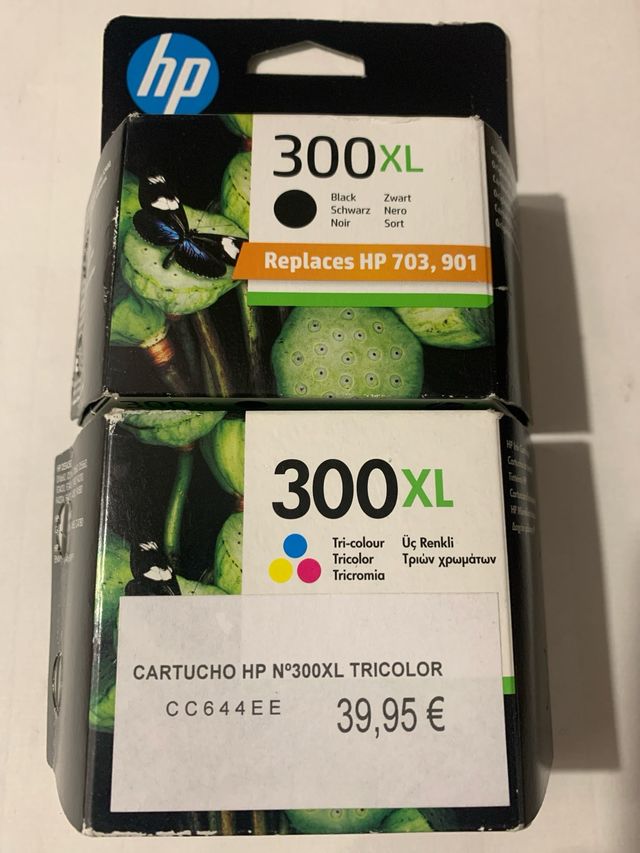 hp
300XL
Black Zwart
Schwarz Nero
Noir Sort
Replaces HP 703, 901
300XL
Tri-colour Üç Renkli
Tricolor Τριών χρωμάτων
Tricromia
CARTUCHO HP Nº300XL TRICOLOR
CC644EE 39,95 €